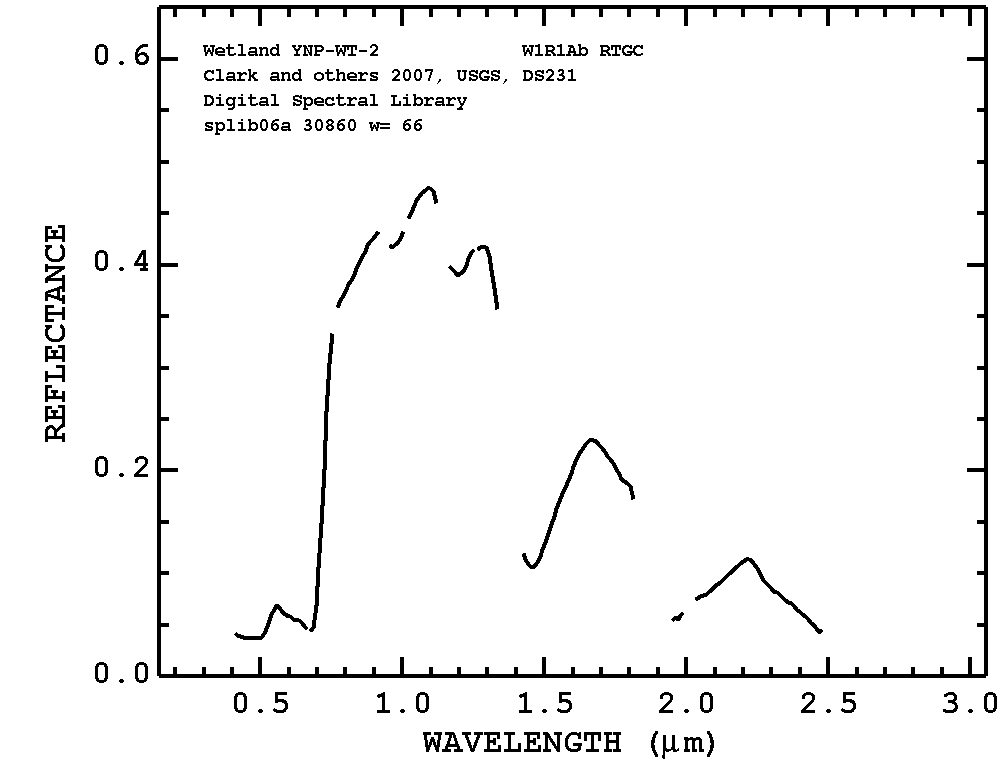 Wetland YNP-WT-2 W1R1Ab RTGC
Clark and others 2007, USGS, DS231
Digital Spectral Library
splib06a 30860 w= 66
0.6
0.4
0.2
0.0
REFLECTANCE
0.5 1.0 1.5 2.0 2.5 3.0
WAVELENGTH (μm)